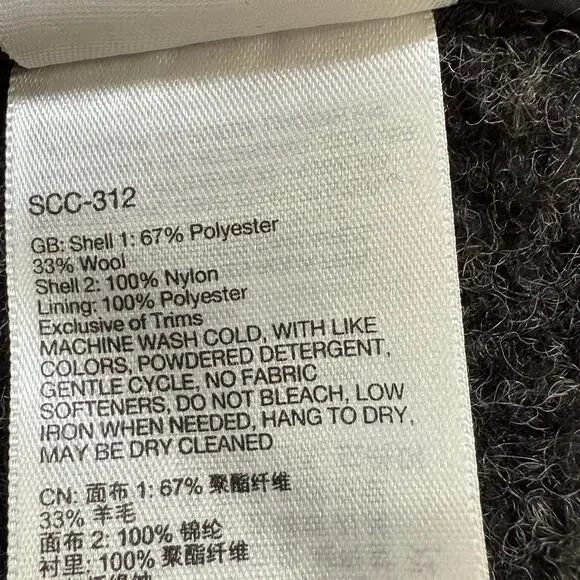 SCC-312
GB: Shell 1: 67% Polyester
33% Wool
Shell 2: 100% Nylon
Lining: 100% Polyester
Exclusive of Trims
MACHINE WASH COLD, WITH LIKE
COLORS, POWDERED DETERGENT,
GENTLE CYCLE, NO FABRIC
SOFTENERS, DO NOT BLEACH, LOW
IRON WHEN NEEDED, HANG TO DRY,
MAY BE DRY CLEANED
CN: 面布 1: 67% 聚酯纤维
33% 羊毛
面布 2: 100% 锦纶
衬里: 100% 聚酯纤维